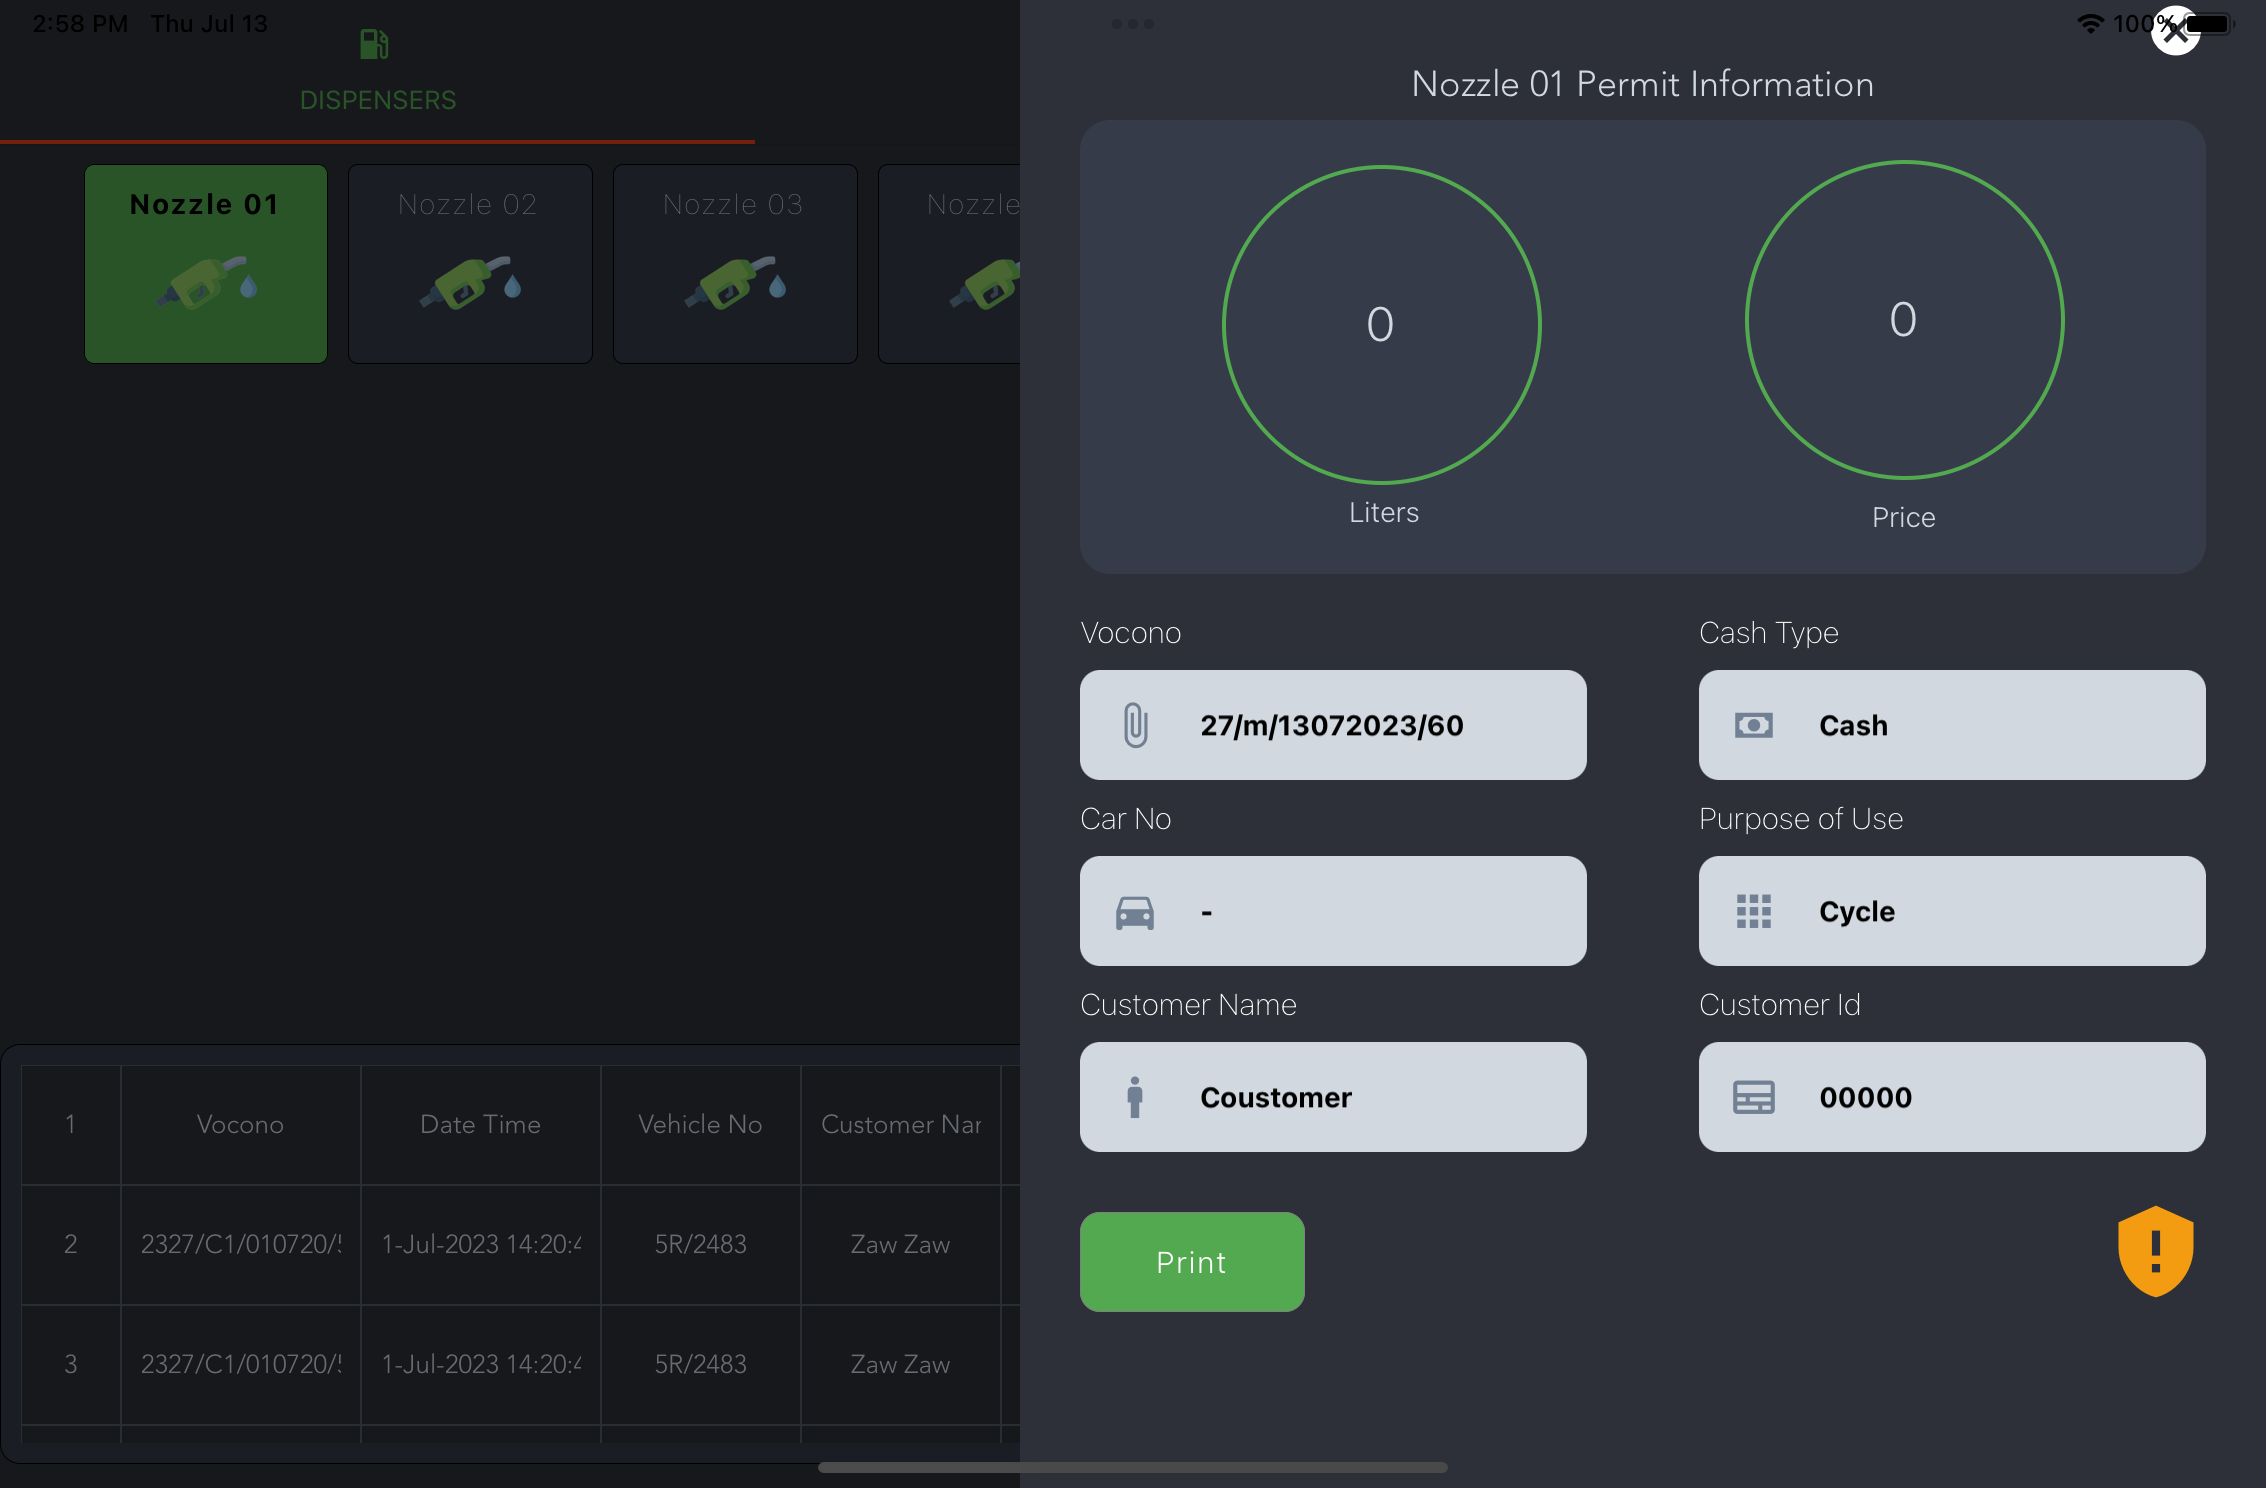 2:58 PM Thu Jul 13
100%
DISPENSERS
Nozzle 01
Nozzle 02
Nozzle 03
Nozzle
Nozzle 01 Permit Information
0
0
Liters
Price
Vocono
Cash Type
27/m/13072023/60
Cash
Car No
Purpose of Use
-
Cycle
Customer Name
Customer Id
Coustomer
00000
Print
1 Vocono Date Time Vehicle No Customer Nar
2 2327/C1/010720/ 1-Jul-2023 14:20: 5R/2483 Zaw Zaw
3 2327/C1/010720/ 1-Jul-2023 14:20: 5R/2483 Zaw Zaw